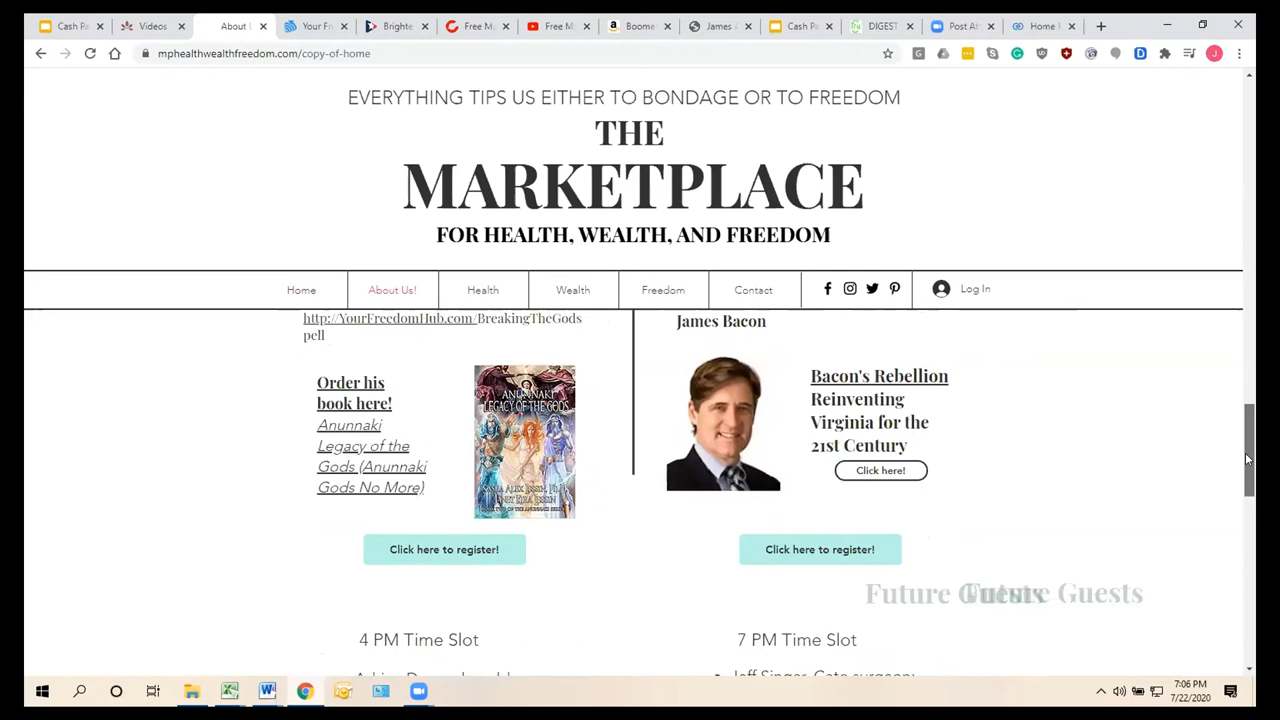 Cash Pa
Videos
About U
Your Fr
Brighte
Free M
Free M
Boome
James A
Cash Pa
DIGEST
Post Att
Home
mphealthwealthfreedom.com/copy-of-home
EVERYTHING TIPS US EITHER TO BONDAGE OR TO FREEDOM
THE
MARKETPLACE
FOR HEALTH, WEALTH, AND FREEDOM
Home
About Us!
Health
Wealth
Freedom
Contact
Log In
http://YourFreedomHub.com/BreakingTheGods
pell
Order his
book here!
Anunnaki
Legacy of the
Gods (Anunnaki
Gods No More)
ANUNNAKI
LEGACY OF THE GODS
James Bacon
Bacon's Rebellion
Reinventing
Virginia for the
21st Century
Click here!
Click here to register!
Click here to register!
Future Guests
Future Guests
4 PM Time Slot
7 PM Time Slot
7:06 PM
7/22/2020